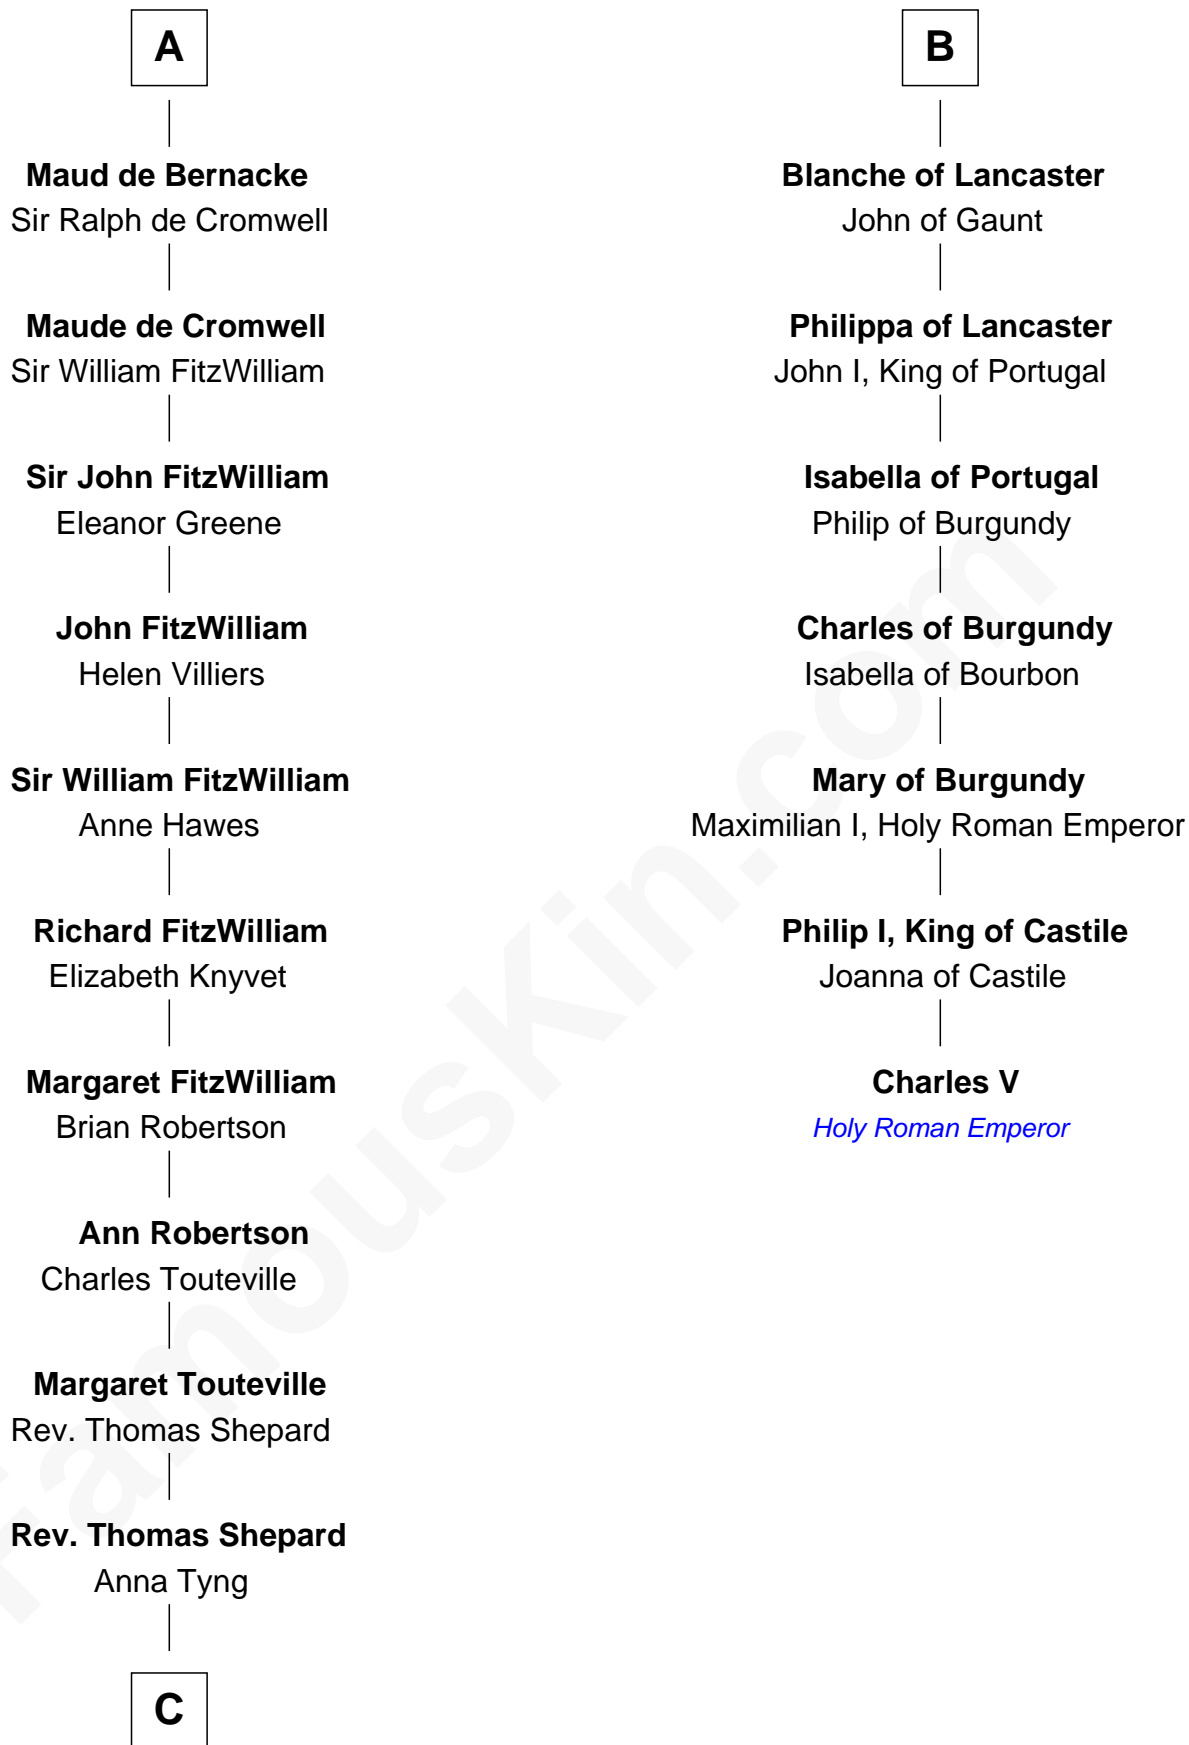 A
Maud de Bernacke
Sir Ralph de Cromwell
Maude de Cromwell
Sir William FitzWilliam
Sir John FitzWilliam
Eleanor Greene
John FitzWilliam
Helen Villiers
Sir William FitzWilliam
Anne Hawes
Richard FitzWilliam
Elizabeth Knyvet
Margaret FitzWilliam
Brian Robertson
Ann Robertson
Charles Touteville
Margaret Touteville
Rev. Thomas Shepard
Rev. Thomas Shepard
Anna Tyng
C
B
Blanche of Lancaster
John of Gaunt
Philippa of Lancaster
John I, King of Portugal
Isabella of Portugal
Philip of Burgundy
Charles of Burgundy
Isabella of Bourbon
Mary of Burgundy
Maximilian I, Holy Roman Emperor
Philip I, King of Castile
Joanna of Castile
Charles V
Holy Roman Emperor
FamousKin.com